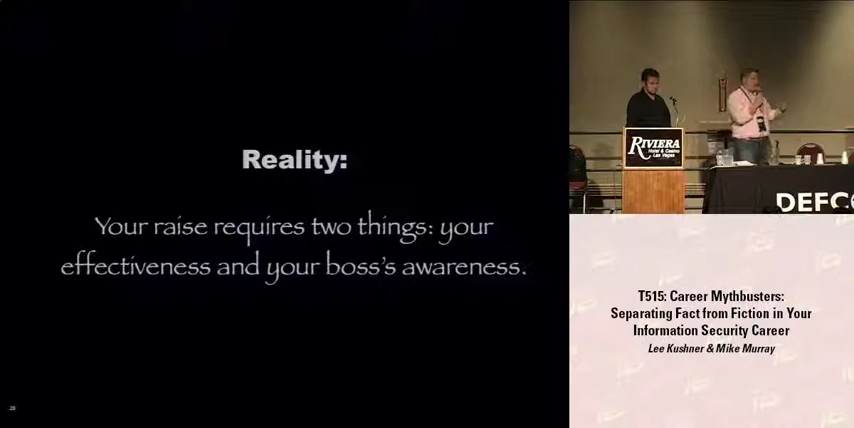 Reality:
Your raise requires two things: your
effectiveness and your boss's awareness.
RIVIERA
Hotel & Casino
Las Vegas
DEFC
T515: Career Mythbusters:
Separating Fact from Fiction in Your
Information Security Career
Lee Kushner & Mike Murray